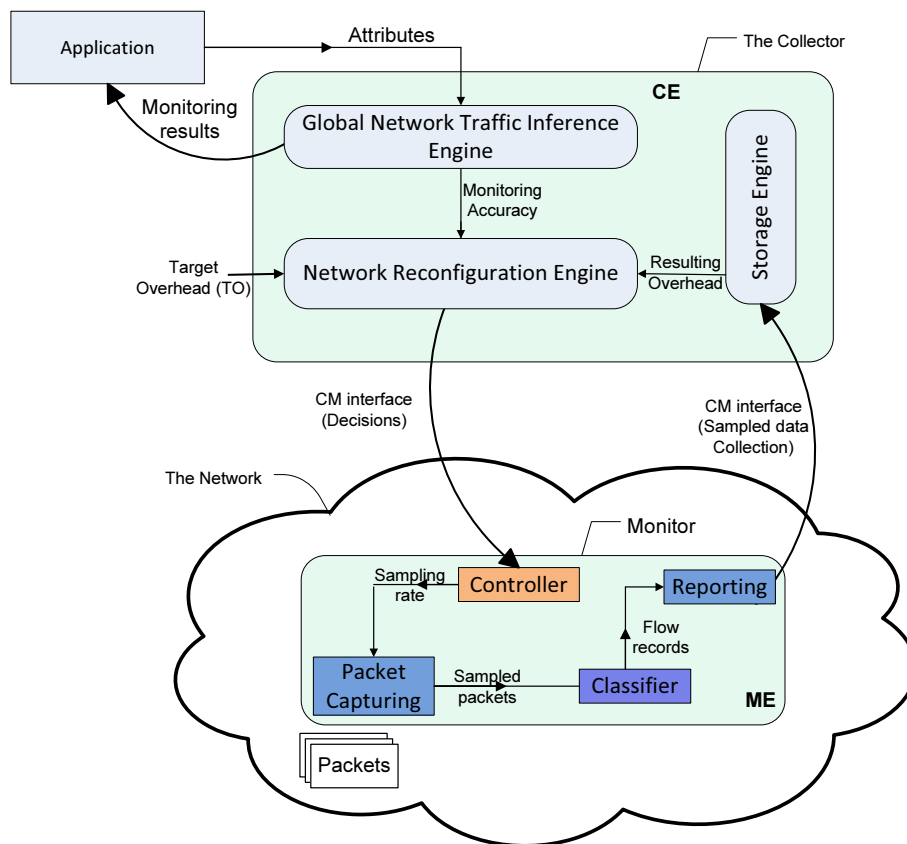 Application
Attributes
The Collector
CE
Monitoring
results
Global Network Traffic Inference
Engine
Storage Engine
Monitoring
Accuracy
Target
Overhead (TO)
Network Reconfiguration Engine
Resulting
Overhead
CM interface
(Decisions)
CM interface
(Sampled data
Collection)
The Network
Monitor
Sampling
rate
Controller
Reporting
Flow
records
Packet
Capturing
Sampled
packets
Classifier
ME
Packets